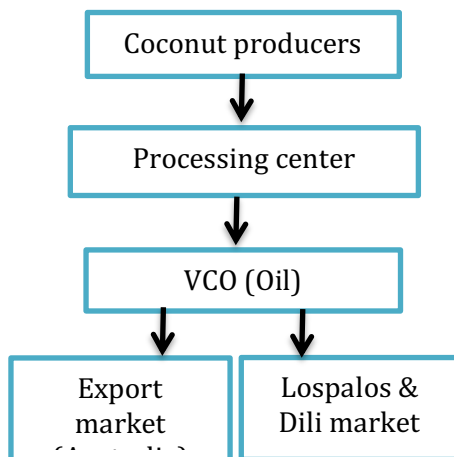 Coconut producers
Processing center
VCO (Oil)
Export
market
Lospalos &
Dili market